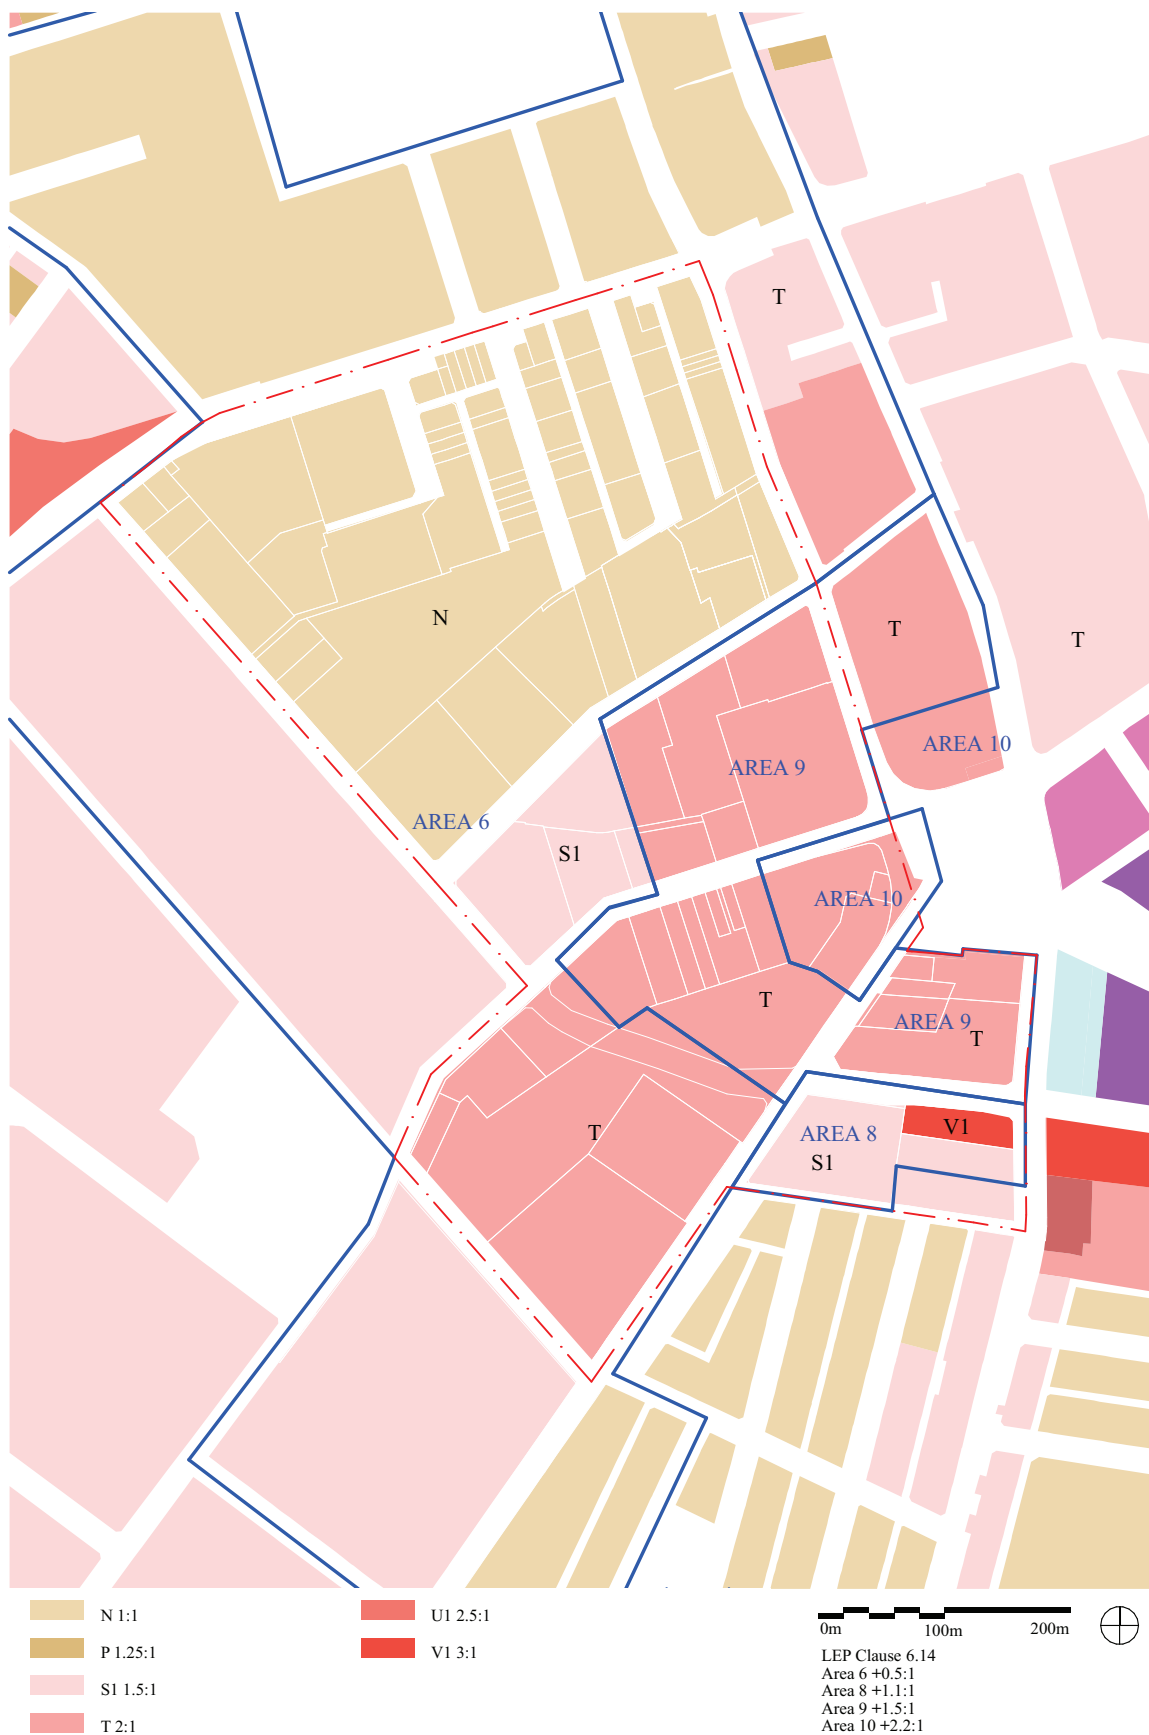 T
N
T
T
AREA 10
AREA 9
AREA 6
S1
AREA 10
T
AREA 9
T
T
AREA 8
V1
S1
N 1:1
P 1.25:1
S1 1.5:1
T 2:1
U1 2.5:1
V1 3:1
0m 100m 200m
LEP Clause 6.14
Area 6 +0.5:1
Area 8 +1.1:1
Area 9 +1.5:1
Area 10 +2.2:1